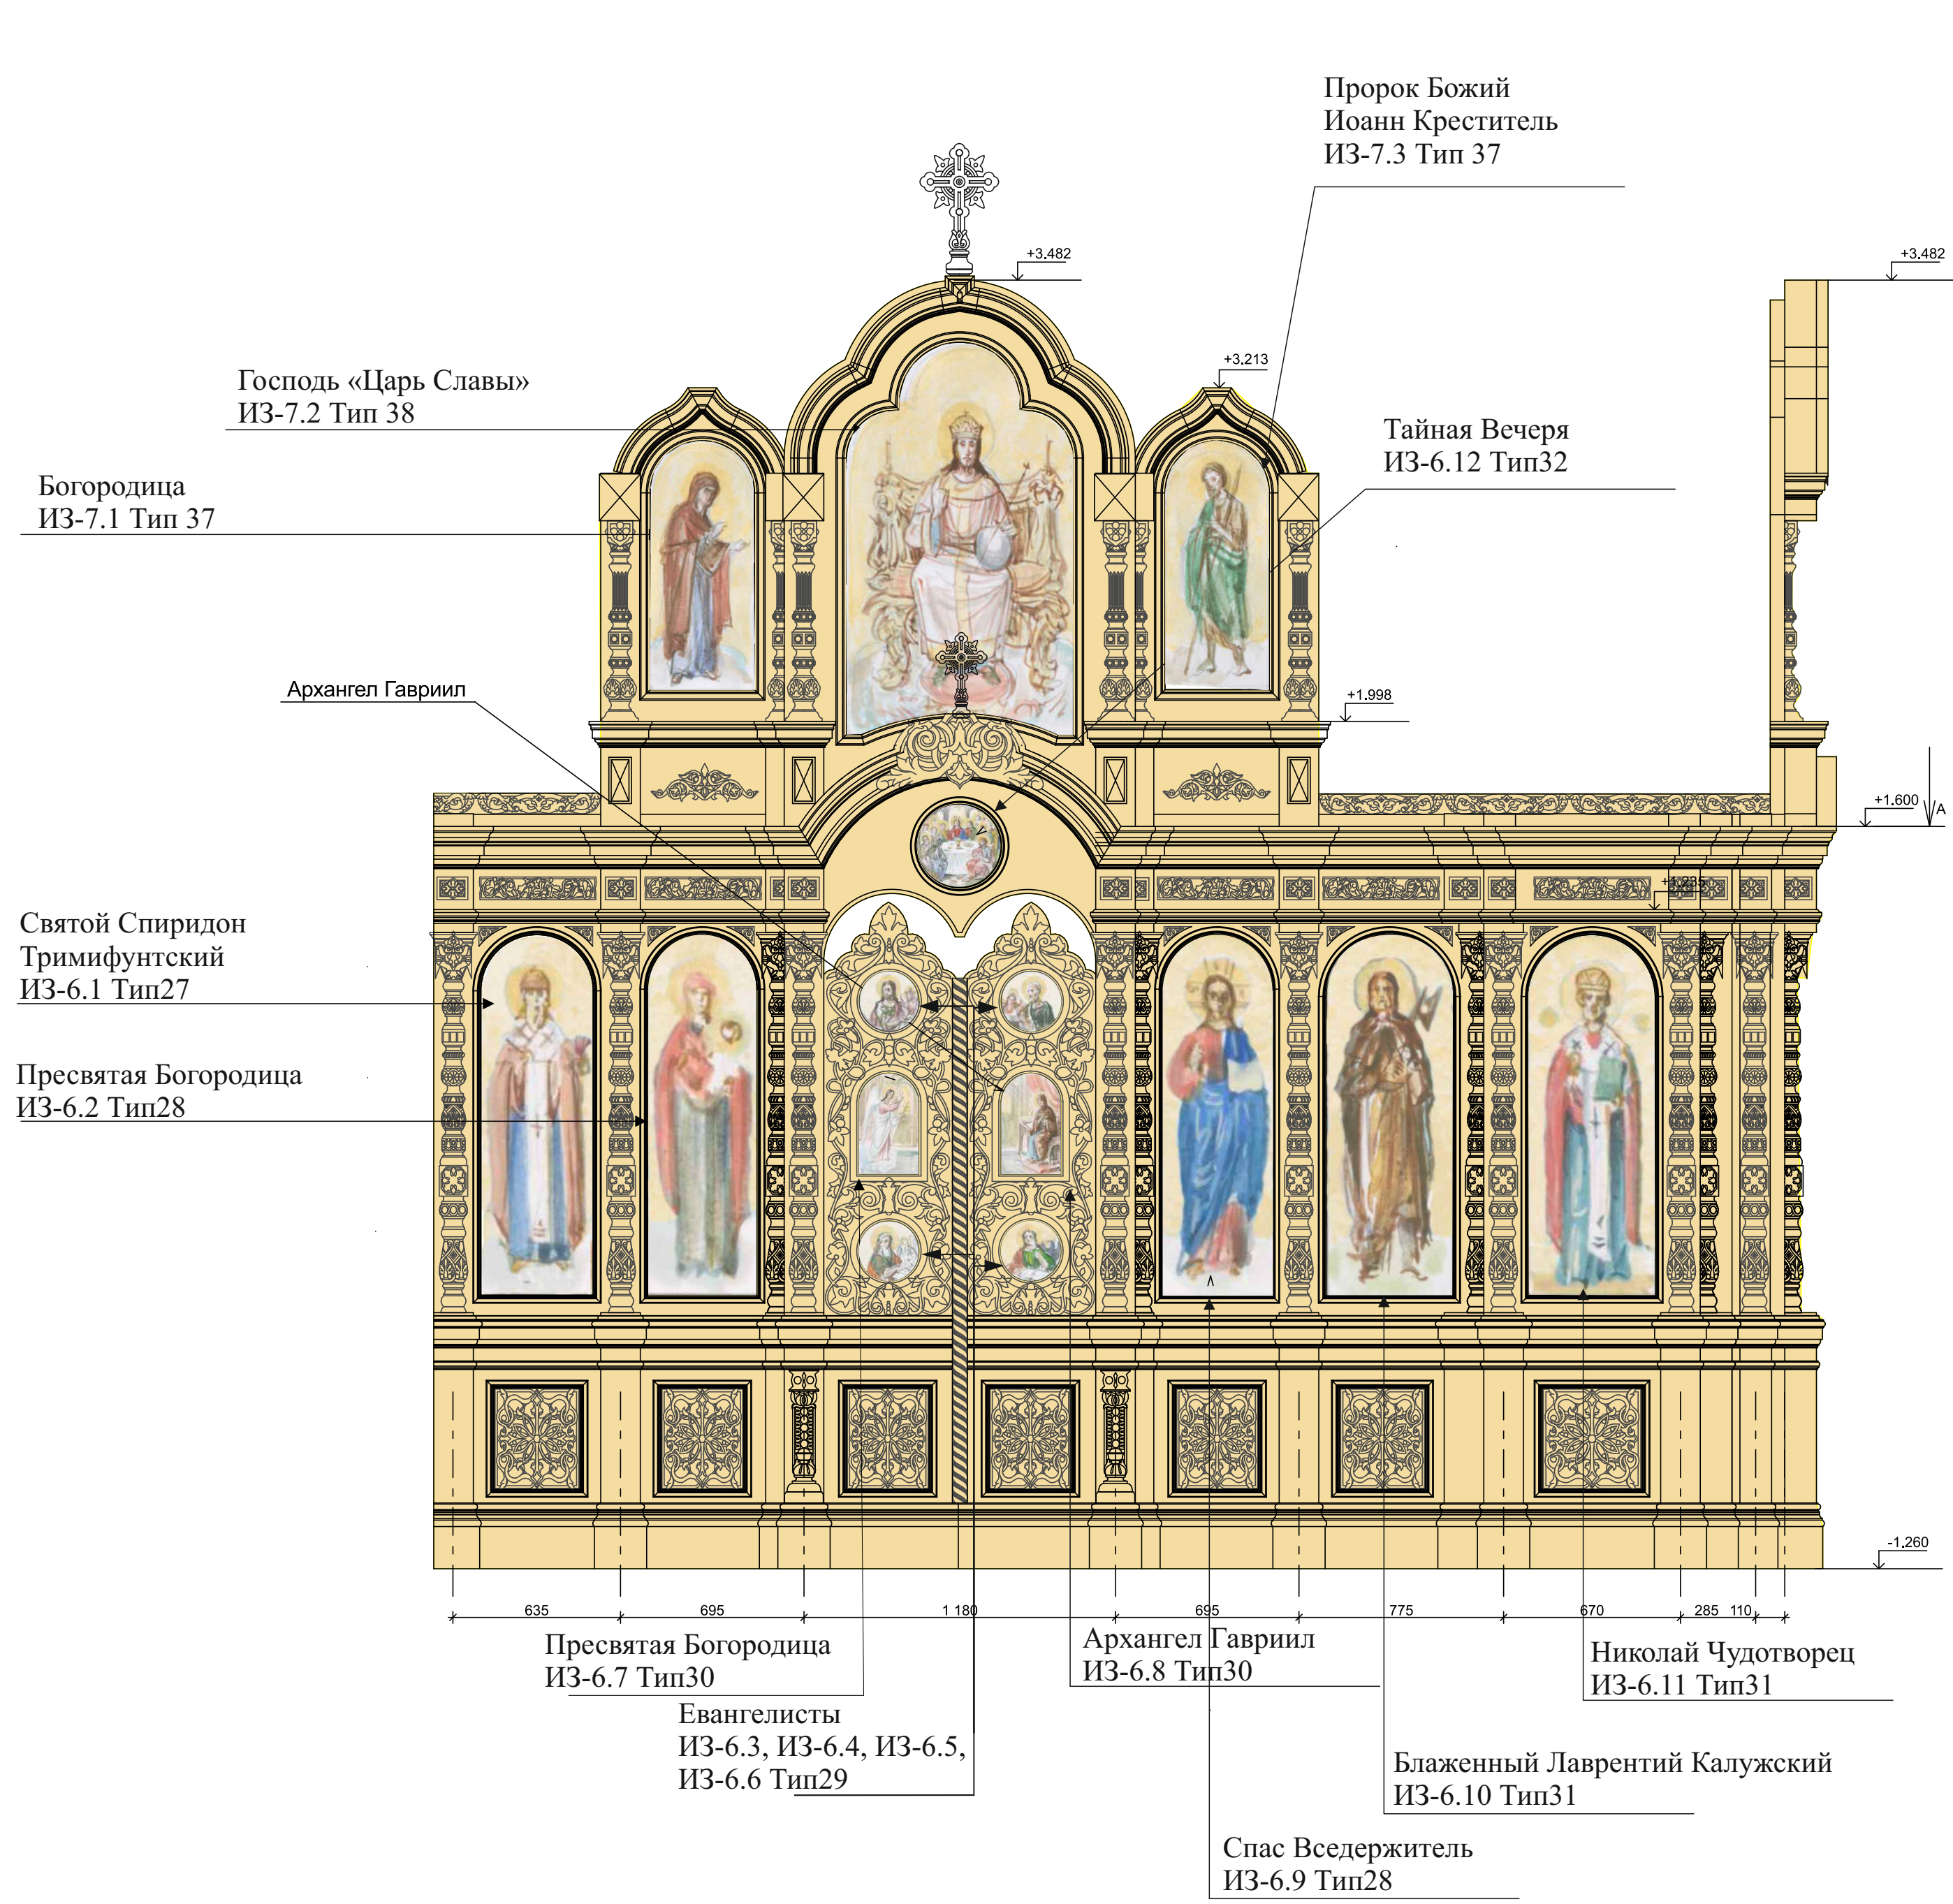 Пророк Божий
Иоанн Креститель
ИЗ-7.3 Тип 37
+3.482
+3.482
+3.213
Господь «Царь Славы»
ИЗ-7.2 Тип 38
Тайная Вечеря
ИЗ-6.12 Тип32
Богородица
ИЗ-7.1 Тип 37
Архангел Гавриил
+1.998
+1.600
А
+1.235
Святой Спиридон
Тримифунтский
ИЗ-6.1 Тип27
Пресвятая Богородица
ИЗ-6.2 Тип28
-1.260
635
695
1 180
695
775
670
285
110
Пресвятая Богородица
ИЗ-6.7 Тип30
Архангел Гавриил
ИЗ-6.8 Тип30
Николай Чудотворец
ИЗ-6.11 Тип31
Евангелисты
ИЗ-6.3, ИЗ-6.4, ИЗ-6.5,
ИЗ-6.6 Тип29
Блаженный Лаврентий Калужский
ИЗ-6.10 Тип31
Спас Вседержитель
ИЗ-6.9 Тип28